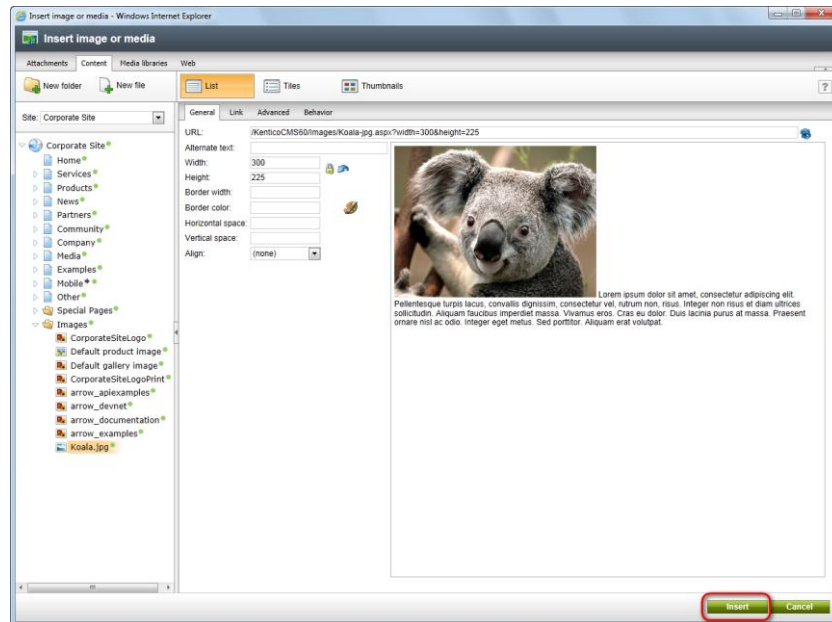 Insert image or media - Windows Internet Explorer
Insert image or media
Attachments Content Media libraries Web
New folder New file List Tiles Thumbnails ?
Site: Corporate Site
General Link Advanced Behavior
URL: /KenticoCMS60/Images/Koala-jpg.aspx?width=300&height=225
Alternate text:
Width: 300
Height: 225
Border width:
Border color:
Horizontal space:
Vertical space:
Align: (none)
Corporate Site
Home
Services
Products
News
Partners
Community
Company
Media
Examples
Mobile
Other
Special Pages
Images
CorporateSiteLogo
Default product image
Default gallery image
CorporateSiteLogoPrint
arrow_apiexamples
arrow_devnet
arrow_documentation
arrow_examples
Koala.jpg
Lorem ipsum dolor sit amet, consectetur adipiscing elit.
Pellentesque turpis lacus, convallis dignissim, consectetur vel, rutrum non, risus. Integer non risus et diam ultrices
sollicitudin. Aliquam faucibus imperdiet massa. Vivamus eros. Cras eu dolor. Duis lacinia purus at massa. Praesent
ornare nisl ac odio. Integer eget metus. Sed porttitor. Aliquam erat volutpat.
Insert Cancel